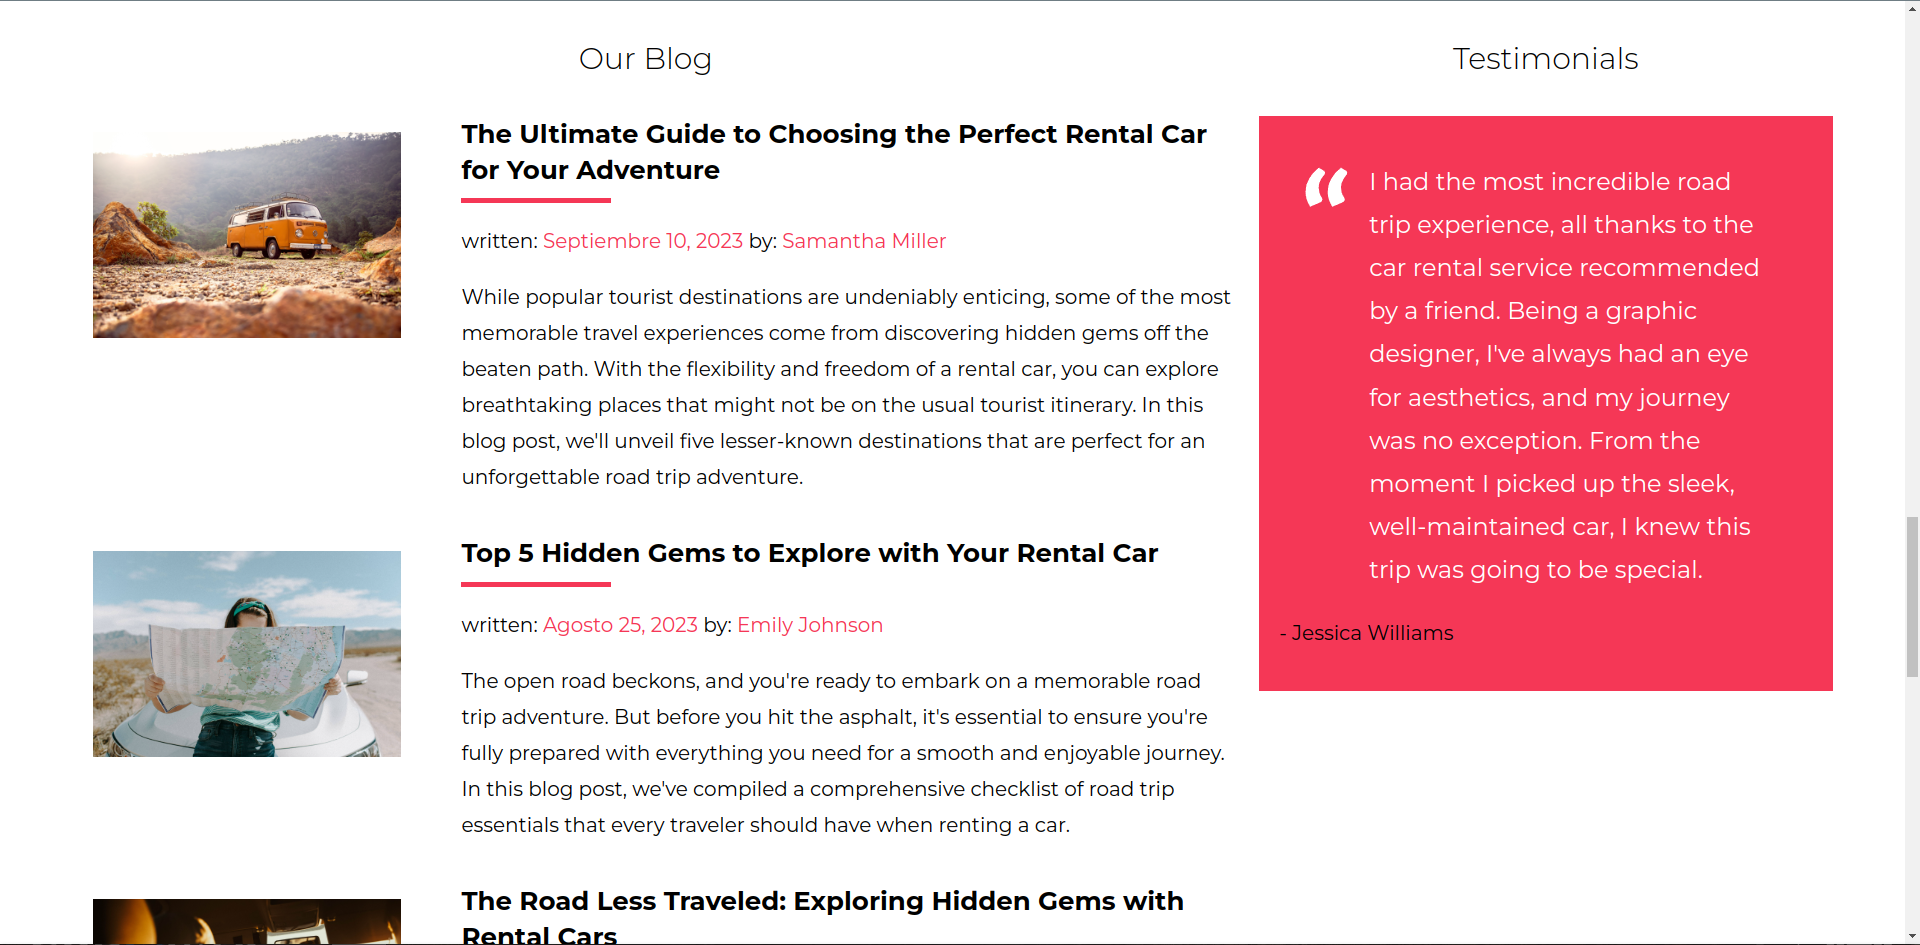 Our Blog
The Ultimate Guide to Choosing the Perfect Rental Car
for Your Adventure
written: Septiembre 10, 2023 by: Samantha Miller
While popular tourist destinations are undeniably enticing, some of the most
memorable travel experiences come from discovering hidden gems off the
beaten path. With the flexibility and freedom of a rental car, you can explore
breathtaking places that might not be on the usual tourist itinerary. In this
blog post, we'll unveil five lesser-known destinations that are perfect for an
unforgettable road trip adventure.
Top 5 Hidden Gems to Explore with Your Rental Car
written: Agosto 25, 2023 by: Emily Johnson
The open road beckons, and you're ready to embark on a memorable road
trip adventure. But before you hit the asphalt, it's essential to ensure you're
fully prepared with everything you need for a smooth and enjoyable journey.
In this blog post, we've compiled a comprehensive checklist of road trip
essentials that every traveler should have when renting a car.
The Road Less Traveled: Exploring Hidden Gems with
Rental Cars
Testimonials
“ I had the most incredible road
trip experience, all thanks to the
car rental service recommended
by a friend. Being a graphic
designer, I've always had an eye
for aesthetics, and my journey
was no exception. From the
moment I picked up the sleek,
well-maintained car, I knew this
trip was going to be special.
- Jessica Williams